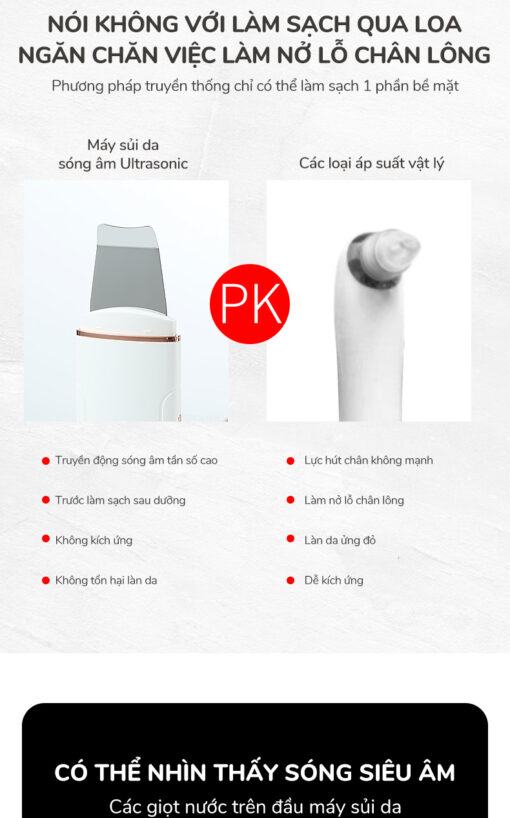 NÓI KHÔNG VỚI LÀM SẠCH QUA LOA
NGĂN CHĂN VIỆC LÀM NỞ LỖ CHÂN LÔNG
Phương pháp truyền thống chỉ có thể làm sạch 1 phần bề mặt
Máy sủi da
sóng âm Ultrasonic
Các loại áp suất vật lý
PK
Truyền động sóng âm tần số cao
Trước làm sạch sau dưỡng
Không kích ứng
Không tổn hại làn da
Lực hút chân không mạnh
Làm nở lỗ chân lông
Làn da ửng đỏ
Dễ kích ứng
CÓ THỂ NHÌN THẤY SÓNG SIÊU ÂM
Các giọt nước trên đầu máy sủi da